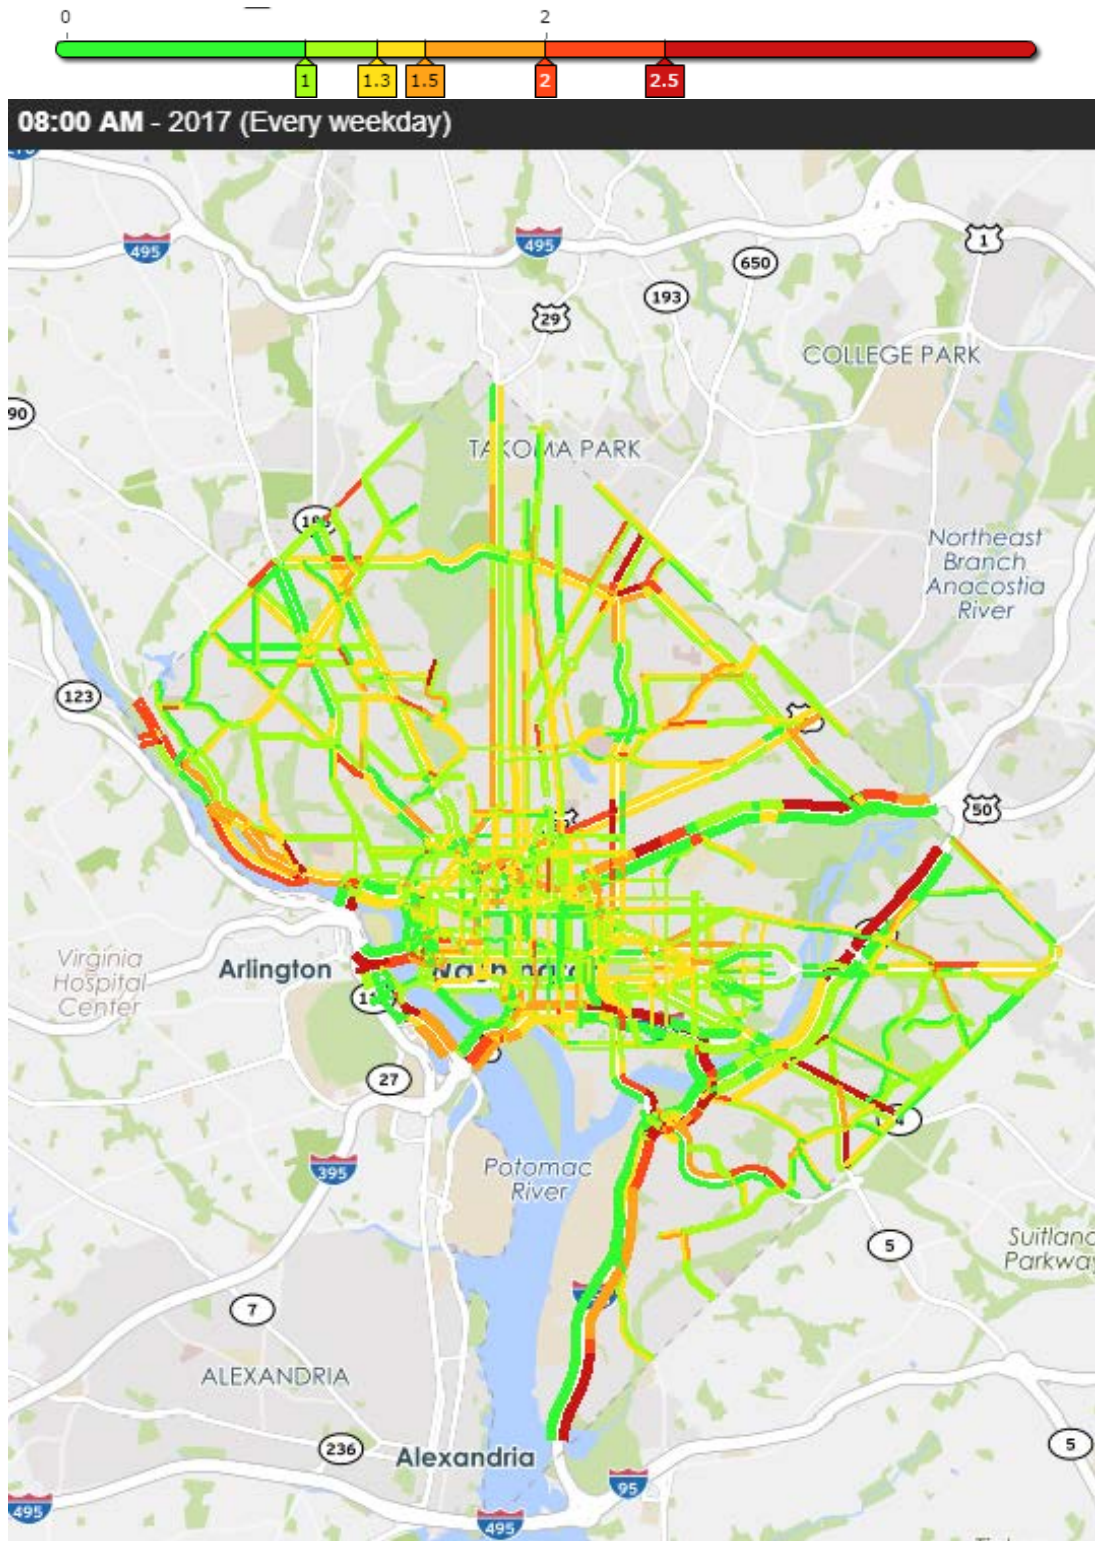 0 2
1 1.3 1.5 2 2.5
08:00 AM - 2017 (Every weekday)
495
495
1
650
193
29
COLLEGE PARK
90
TAKOMA PARK
Northeast
Branch
Anacostia
River
123
50
Virginia
Hospital
Center
Arlington
27
395
Potomac
River
5
Suitland
Parkway
7
ALEXANDRIA
236
Alexandria
5
95
495
495